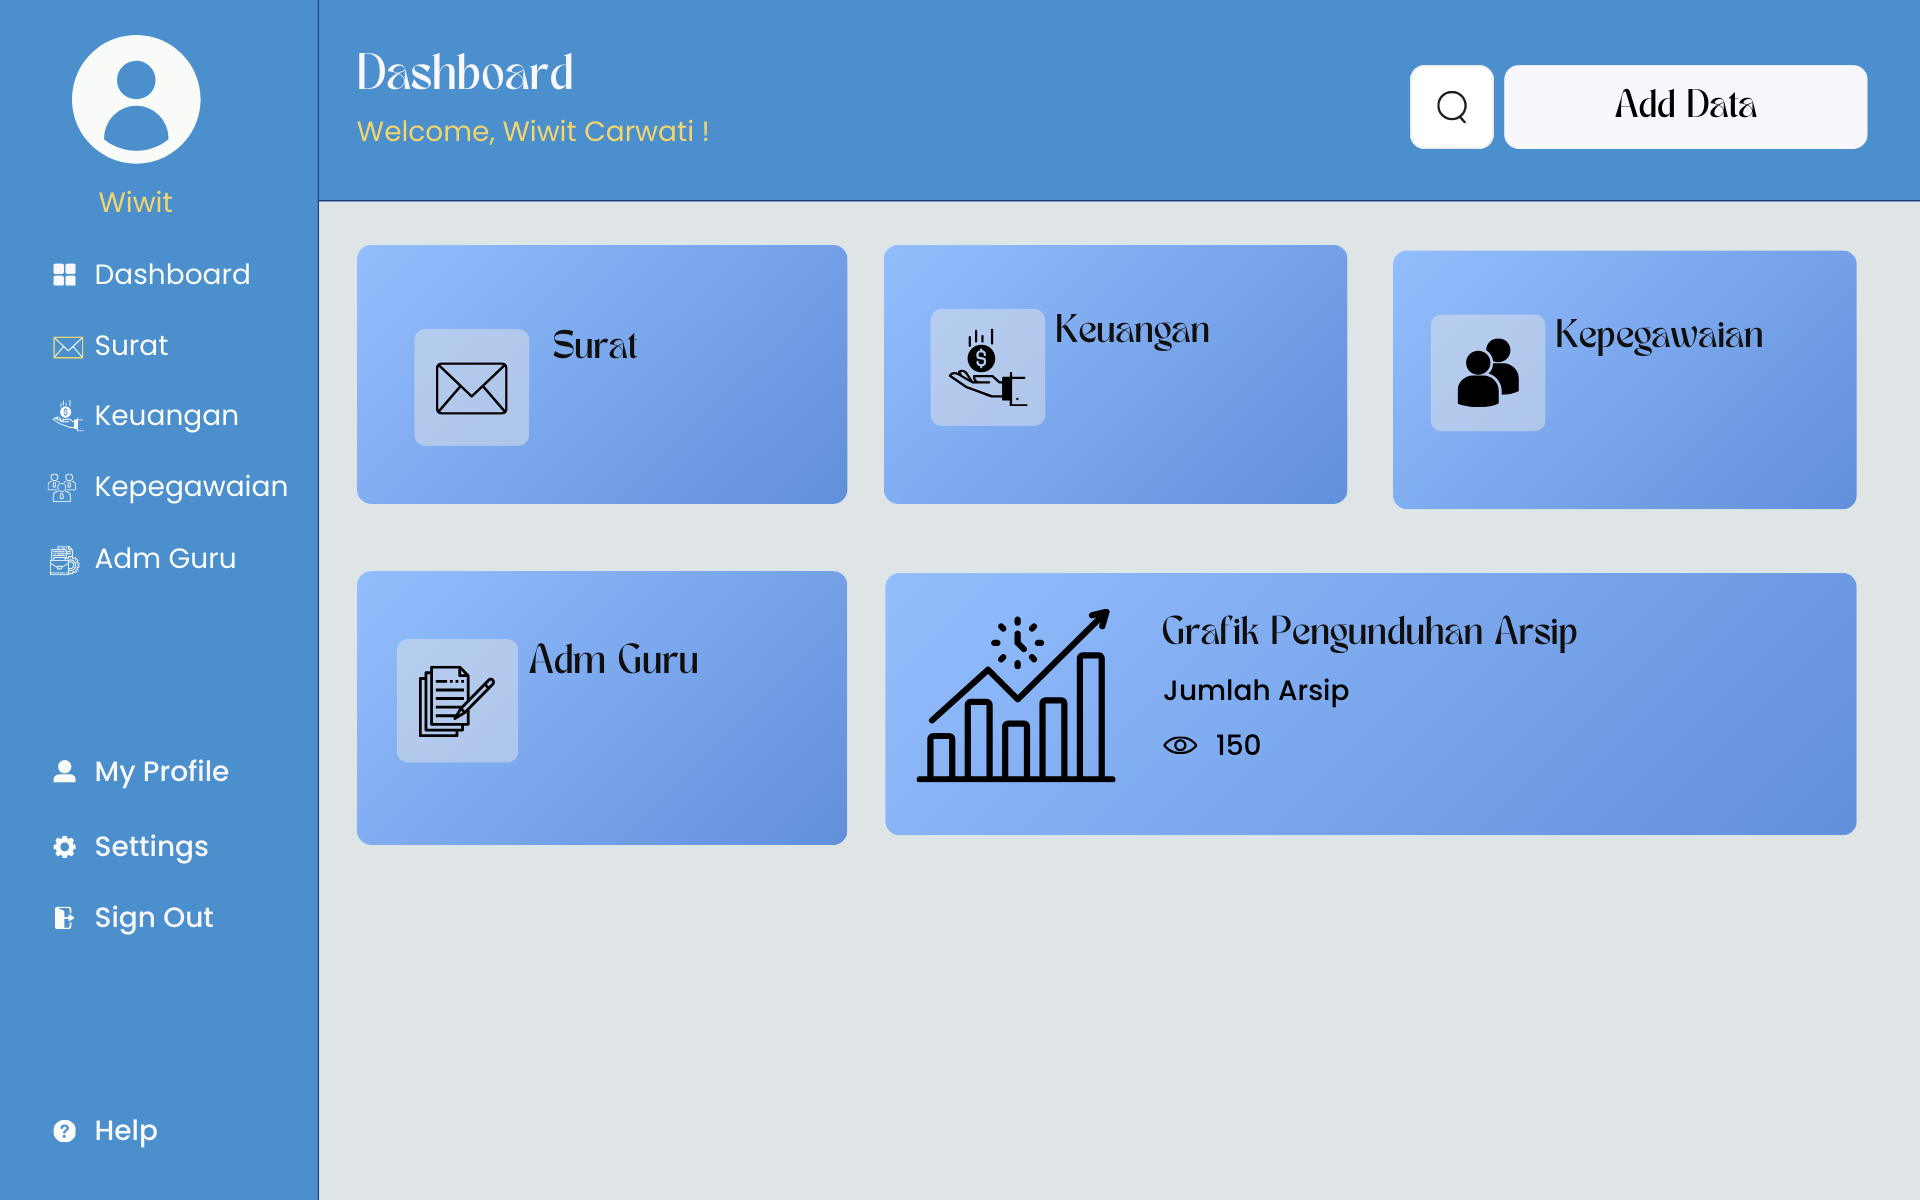 Wiwit
Dashboard
Surat
Keuangan
Kepegawaian
Adm Guru
My Profile
Settings
Sign Out
Help
Dashboard
Welcome, Wiwit Carwati !
Add Data
Surat
Keuangan
Kepegawaian
Adm Guru
Grafik Pengunduhan Arsip
Jumlah Arsip
150